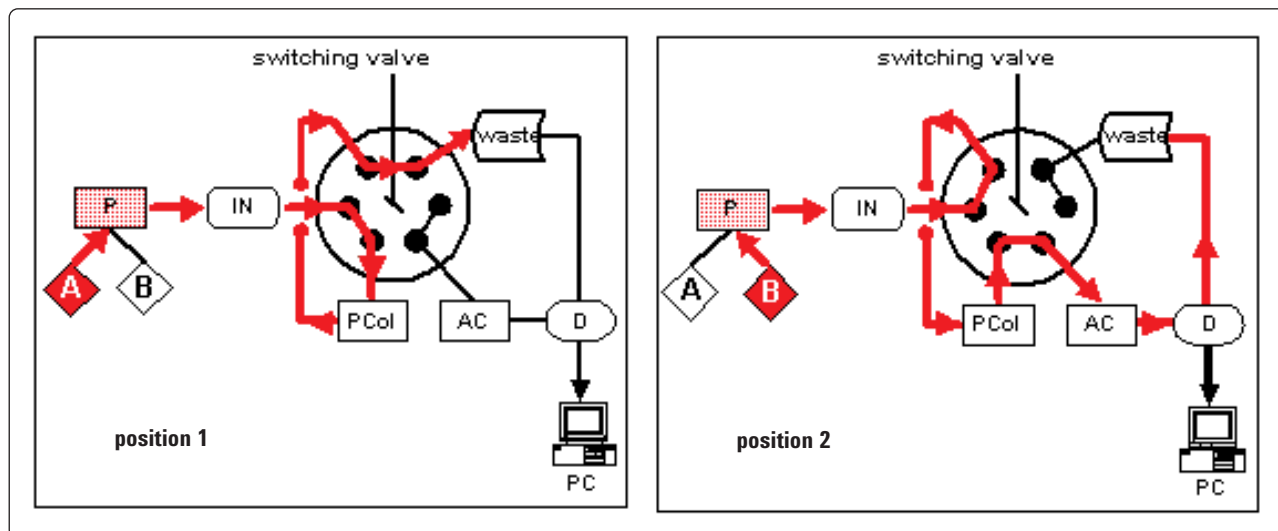 switching valve
waste
P
IN
A
B
PCol
AC
D
position 1
PC
switching valve
waste
P
IN
A
B
PCol
AC
D
position 2
PC